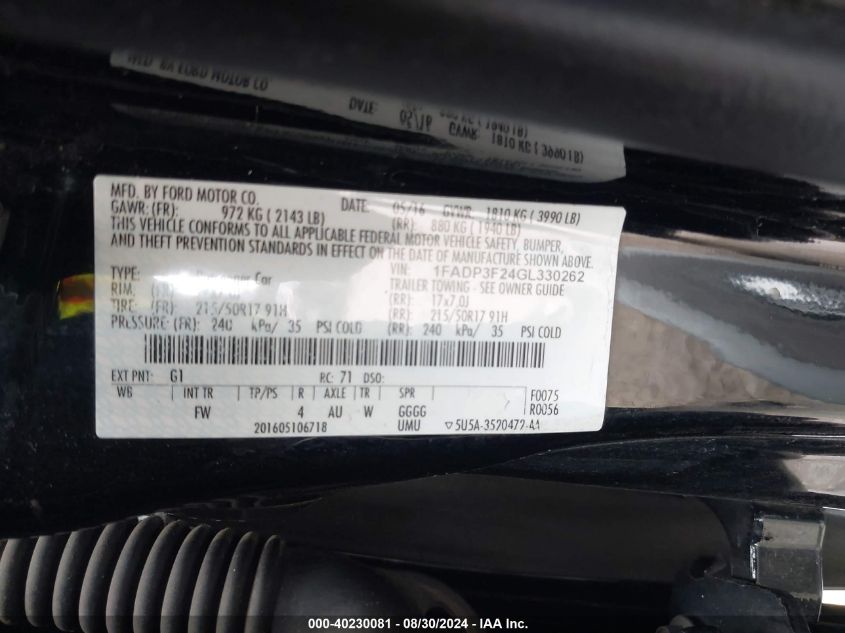 MFD. BY FORD MOTOR CO.
DATE: 05/16 GVWR: 1810 KG ( 3990 LB)
GAWR: (FR): 972 KG ( 2143 LB) (RR): 880 KG ( 1940 LB)
THIS VEHICLE CONFORMS TO ALL APPLICABLE FEDERAL MOTOR VEHICLE SAFETY, BUMPER,
AND THEFT PREVENTION STANDARDS IN EFFECT ON THE DATE OF MANUFACTURE SHOWN ABOVE.
VIN: 1FADP3F24GL330262
TYPE: Passenger Car TRAILER TOWING - SEE OWNER GUIDE
RIM: (RR): 17x7.0J
TIRE: (FR): 215/50R17 91H (RR): 215/50R17 91H
PRESSURE: (FR): 240 kPa/ 35 PSI COLD (RR): 240 kPa/ 35 PSI COLD
EXT PNT: G1 RC: 71 DSO:
WB INT TR TP/PS R AXLE TR SPR F0075
FW 4 AU W GGGG R0056
201605106718 UMU ▽5U5A-3520472-AA
000-40230081 - 08/30/2024 - IAA Inc.